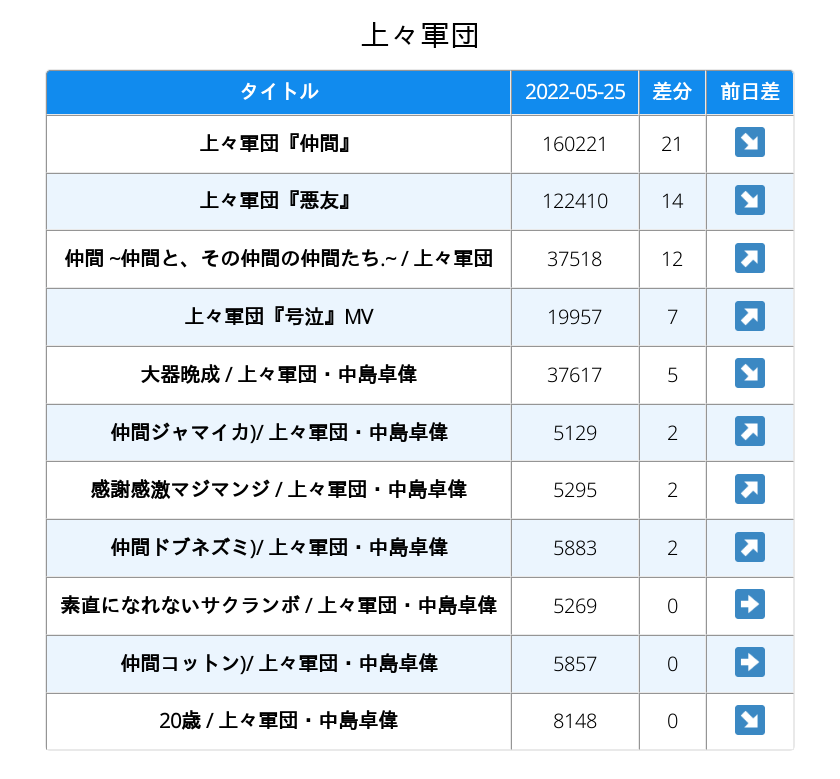 上々軍団
タイトル 2022-05-25 差分 前日差
上々軍団『仲間』 160221 21 ↘
上々軍団『悪友』 122410 14 ↘
仲間 ~仲間と、その仲間の仲間たち.~ / 上々軍団 37518 12 ↗
上々軍団『号泣』MV 19957 7 ↗
大器晩成 / 上々軍団・中島卓偉 37617 5 ↘
仲間ジャマイカ)/ 上々軍団・中島卓偉 5129 2 ↗
感謝感激マジマンジ / 上々軍団・中島卓偉 5295 2 ↗
仲間ドブネズミ)/ 上々軍団・中島卓偉 5883 2 ↗
素直になれないサクランボ / 上々軍団・中島卓偉 5269 0 ➡
仲間コットン)/ 上々軍団・中島卓偉 5857 0 ➡
20歳 / 上々軍団・中島卓偉 8148 0 ↘